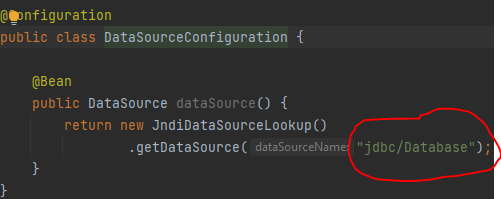 @Configuration
public class DataSourceConfiguration {
@Bean
public DataSource dataSource() {
return new JndiDataSourceLookup()
.getDataSource( dataSourceName: "jdbc/Database");
}
}